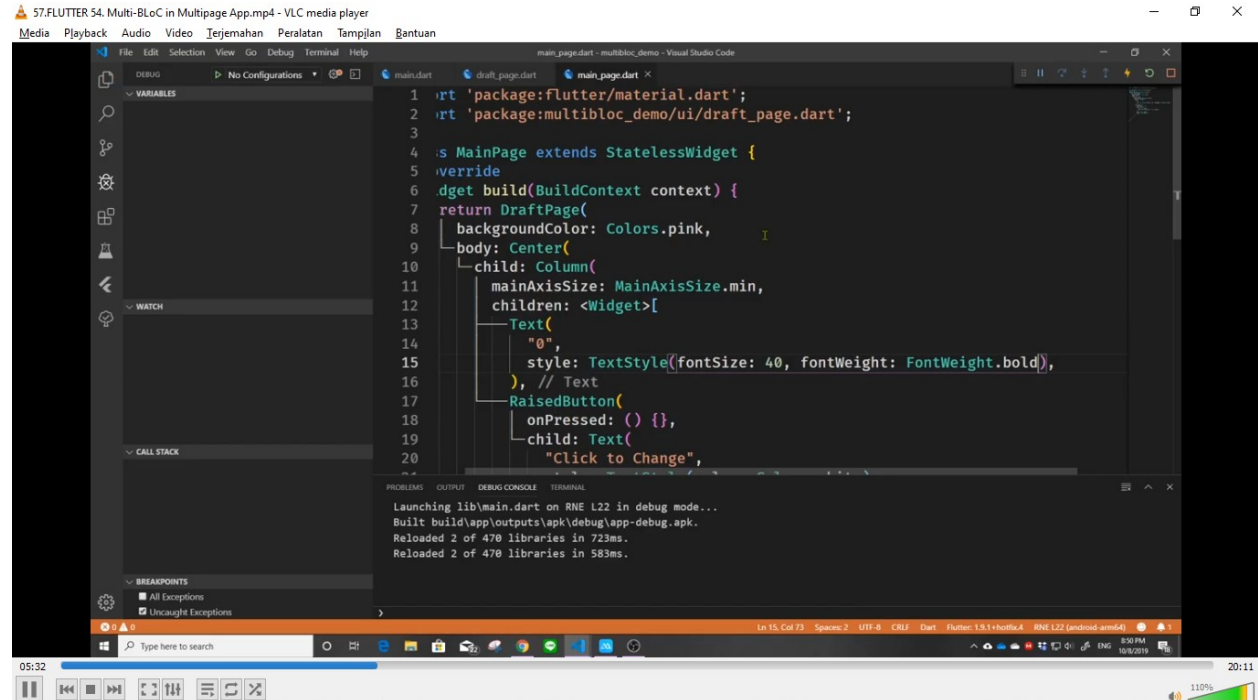 57.FLUTTER 54. Multi-BLoC in Multipage App.mp4 - VLC media player
Media Playback Audio Video Terjemahan Peralatan Tampilan Bantuan
File Edit Selection View Go Debug Terminal Help
main_page.dart - multibloc_demo - Visual Studio Code
DEBUG No Configurations main.dart draft_page.dart main_page.dart
VARIABLES
1 rt 'package:flutter/material.dart';
2 rt 'package:multibloc_demo/ui/draft_page.dart';
3
4 s MainPage extends StatelessWidget {
5 override
6 dget build(BuildContext context) {
7 return DraftPage(
8 backgroundColor: Colors.pink,
9 body: Center(
10 child: Column(
11 mainAxisSize: MainAxisSize.min,
12 children: <Widget>[
13 Text(
14 "0",
15 style: TextStyle(fontSize: 40, fontWeight: FontWeight.bold),
16 ), // Text
17 RaisedButton(
18 onPressed: () {},
19 child: Text(
20 "Click to Change",
WATCH
CALL STACK
BREAKPOINTS
All Exceptions
Uncaught Exceptions
PROBLEMS OUTPUT DEBUG CONSOLE TERMINAL
Launching lib\main.dart on RNE L22 in debug mode...
Built build\app\outputs\apk\debug\app-debug.apk.
Reloaded 2 of 470 libraries in 723ms.
Reloaded 2 of 470 libraries in 583ms.
0 0 Ln 15, Col 73 Spaces: 2 UTF-8 CRLF Dart Flutter: 1.9.1+hotfix.4 RNE L22 (android-arm64) 1
Type here to search ENG 8:50 PM
10/8/2019
05:32 20:11
110%